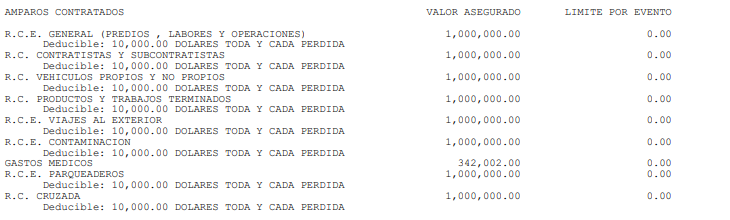 AMPAROS CONTRATADOS VALOR ASEGURADO LIMITE POR EVENTO
R.C.E. GENERAL (PREDIOS , LABORES Y OPERACIONES) 1,000,000.00 0.00
Deducible: 10,000.00 DOLARES TODA Y CADA PERDIDA
R.C. CONTRATISTAS Y SUBCONTRATISTAS 1,000,000.00 0.00
Deducible: 10,000.00 DOLARES TODA Y CADA PERDIDA
R.C. VEHICULOS PROPIOS Y NO PROPIOS 1,000,000.00 0.00
Deducible: 10,000.00 DOLARES TODA Y CADA PERDIDA
R.C. PRODUCTOS Y TRABAJOS TERMINADOS 1,000,000.00 0.00
Deducible: 10,000.00 DOLARES TODA Y CADA PERDIDA
R.C.E. VIAJES AL EXTERIOR 1,000,000.00 0.00
Deducible: 10,000.00 DOLARES TODA Y CADA PERDIDA
R.C.E. CONTAMINACION 1,000,000.00 0.00
Deducible: 10,000.00 DOLARES TODA Y CADA PERDIDA
GASTOS MEDICOS 342,002.00 0.00
R.C.E. PARQUEADEROS 1,000,000.00 0.00
Deducible: 10,000.00 DOLARES TODA Y CADA PERDIDA
R.C. CRUZADA 1,000,000.00 0.00
Deducible: 10,000.00 DOLARES TODA Y CADA PERDIDA